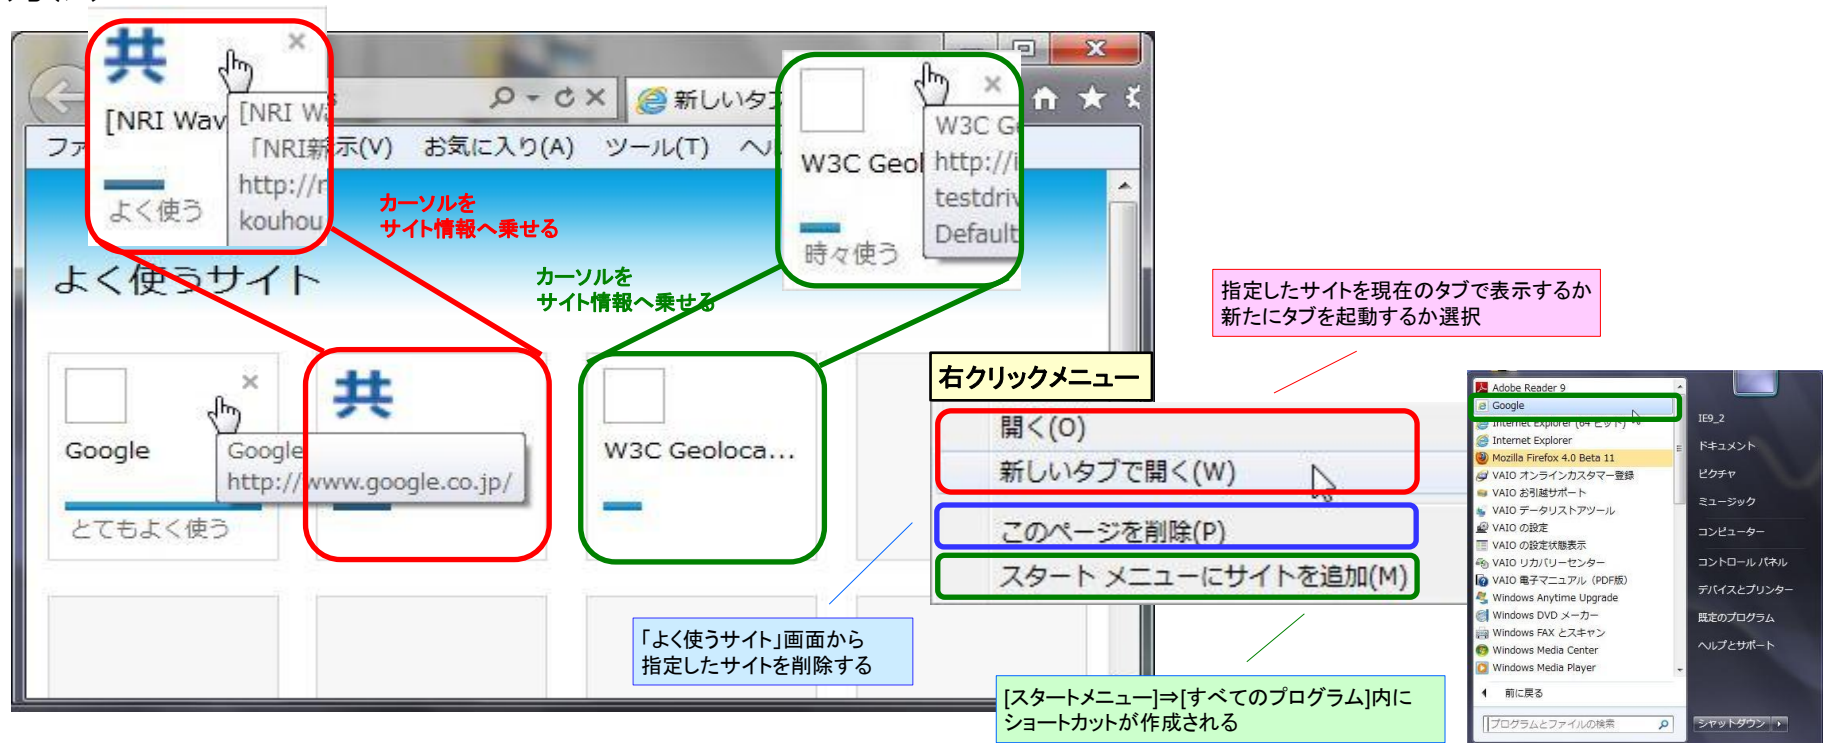 共
[NRI Wav
[NRI Wa
「NRI新
http://r
kouhou
よく使う
新しいタブ
W3C Ge
http://i
testdriv
Default
W3C Geol
時々使う
ファ
示(V)
お気に入り(A)
ツール(T)
ヘル
カーソルを
サイト情報へ乗せる
カーソルを
サイト情報へ乗せる
よく使うサイト
Google
Google
http://www.google.co.jp/
とてもよく使う
共
W3C Geoloca...
指定したサイトを現在のタブで表示するか
新たにタブを起動するか選択
右クリックメニュー
開く(O)
新しいタブで開く(W)
このページを削除(P)
スタート メニューにサイトを追加(M)
「よく使うサイト」画面から
指定したサイトを削除する
[スタートメニュー]⇒[すべてのプログラム]内に
ショートカットが作成される
Adobe Reader 9
Google
Internet Explorer (64 ビット)
Internet Explorer
Mozilla Firefox 4.0 Beta 11
VAIO オンラインカスタマー登録
VAIO お引越サポート
VAIO データリストアツール
VAIO の設定
VAIO の設定状態表示
VAIO リカバリーセンター
VAIO 電子マニュアル (PDF版)
Windows Anytime Upgrade
Windows DVD メーカー
Windows FAX とスキャン
Windows Media Center
Windows Media Player
前に戻る
プログラムとファイルの検索
IE9_2
ドキュメント
ピクチャ
ミュージック
コンピューター
コントロール パネル
デバイスとプリンター
既定のプログラム
ヘルプとサポート
シャットダウン